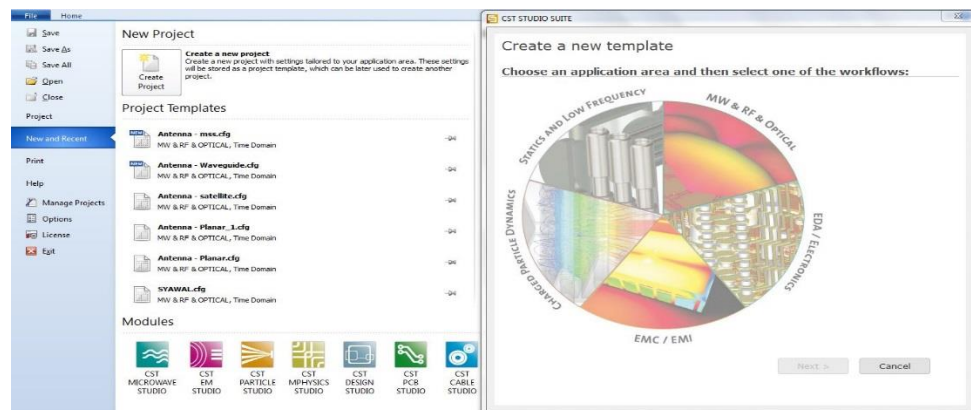 File Home
Save
Save As
Save All
Open
Close
Project
New and Recent
Print
Help
Manage Projects
Options
License
Exit
New Project
Create Project
Create a new project
Create a new project with settings tailored to your application area. These settings
will be stored as a project template, which can be later used to create another
project.
Project Templates
Antenna - mss.cfg
MW & RF & OPTICAL, Time Domain
Antenna - Waveguide.cfg
MW & RF & OPTICAL, Time Domain
Antenna - satellite.cfg
MW & RF & OPTICAL, Time Domain
Antenna - Planar_1.cfg
MW & RF & OPTICAL, Time Domain
Antenna - Planar.cfg
MW & RF & OPTICAL, Time Domain
SYAWAL.cfg
MW & RF & OPTICAL, Time Domain
Modules
CST MICROWAVE STUDIO
CST EM STUDIO
CST PARTICLE STUDIO
CST MPHYSICS STUDIO
CST DESIGN STUDIO
CST PCB STUDIO
CST CABLE STUDIO
CST STUDIO SUITE
Create a new template
Choose an application area and then select one of the workflows:
STATICS AND LOW FREQUENCY
MW & RF & OPTICAL
EDA / ELECTRONICS
EMC / EMI
CHARGED PARTICLE DYNAMICS
Next >
Cancel